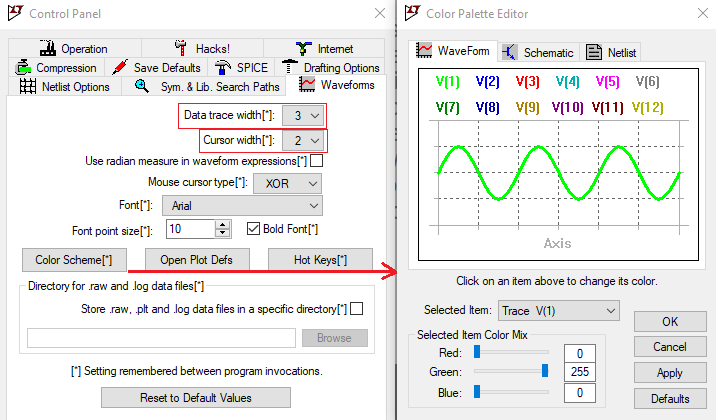 Control Panel
Operation
Hacks!
Internet
Compression
Save Defaults
SPICE
Drafting Options
Netlist Options
Sym. & Lib. Search Paths
Waveforms
Data trace width[*]: 3
Cursor width[*]: 2
Use radian measure in waveform expressions[*]
Mouse cursor type[*]: XOR
Font[*]: Arial
Font point size[*]: 10 Bold Font[*]
Color Scheme[*] Open Plot Defs Hot Keys[*]
Directory for .raw and .log data files[*]
Store .raw, .plt and .log data files in a specific directory[*]
Browse
[*] Setting remembered between program invocations.
Reset to Default Values
Color Palette Editor
WaveForm Schematic Netlist
V(1) V(2) V(3) V(4) V(5) V(6)
V(7) V(8) V(9) V(10) V(11) V(12)
Axis
Click on an item above to change its color.
Selected Item: Trace V(1)
Selected Item Color Mix
Red: 0
Green: 255
Blue: 0
OK
Cancel
Apply
Defaults